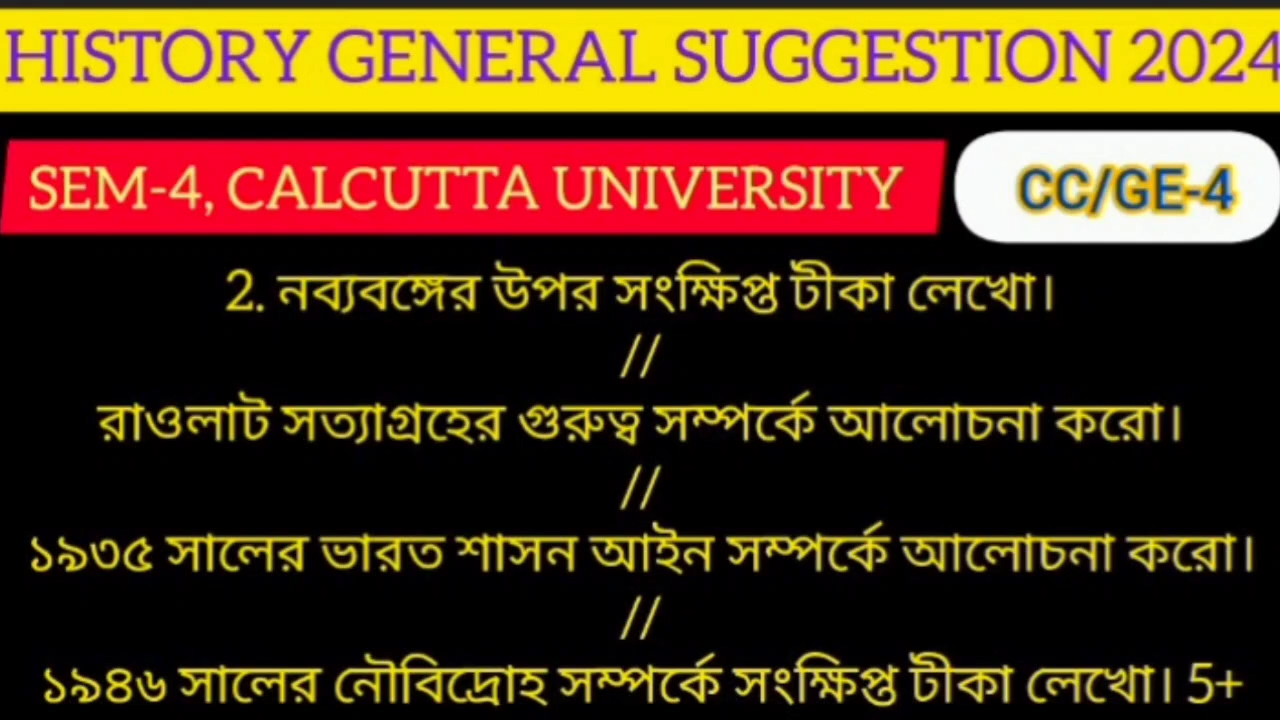 HISTORY GENERAL SUGGESTION 2024
SEM-4, CALCUTTA UNIVERSITY
CC/GE-4
2. নব্যবঙ্গের উপর সংক্ষিপ্ত টীকা লেখো।
//
রাওলাট সত্যাগ্রহের গুরুত্ব সম্পর্কে আলোচনা করো।
//
১৯৩৫ সালের ভারত শাসন আইন সম্পর্কে আলোচনা করো।
//
১৯৪৬ সালের নৌবিদ্রোহ সম্পর্কে সংক্ষিপ্ত টীকা লেখো। 5+